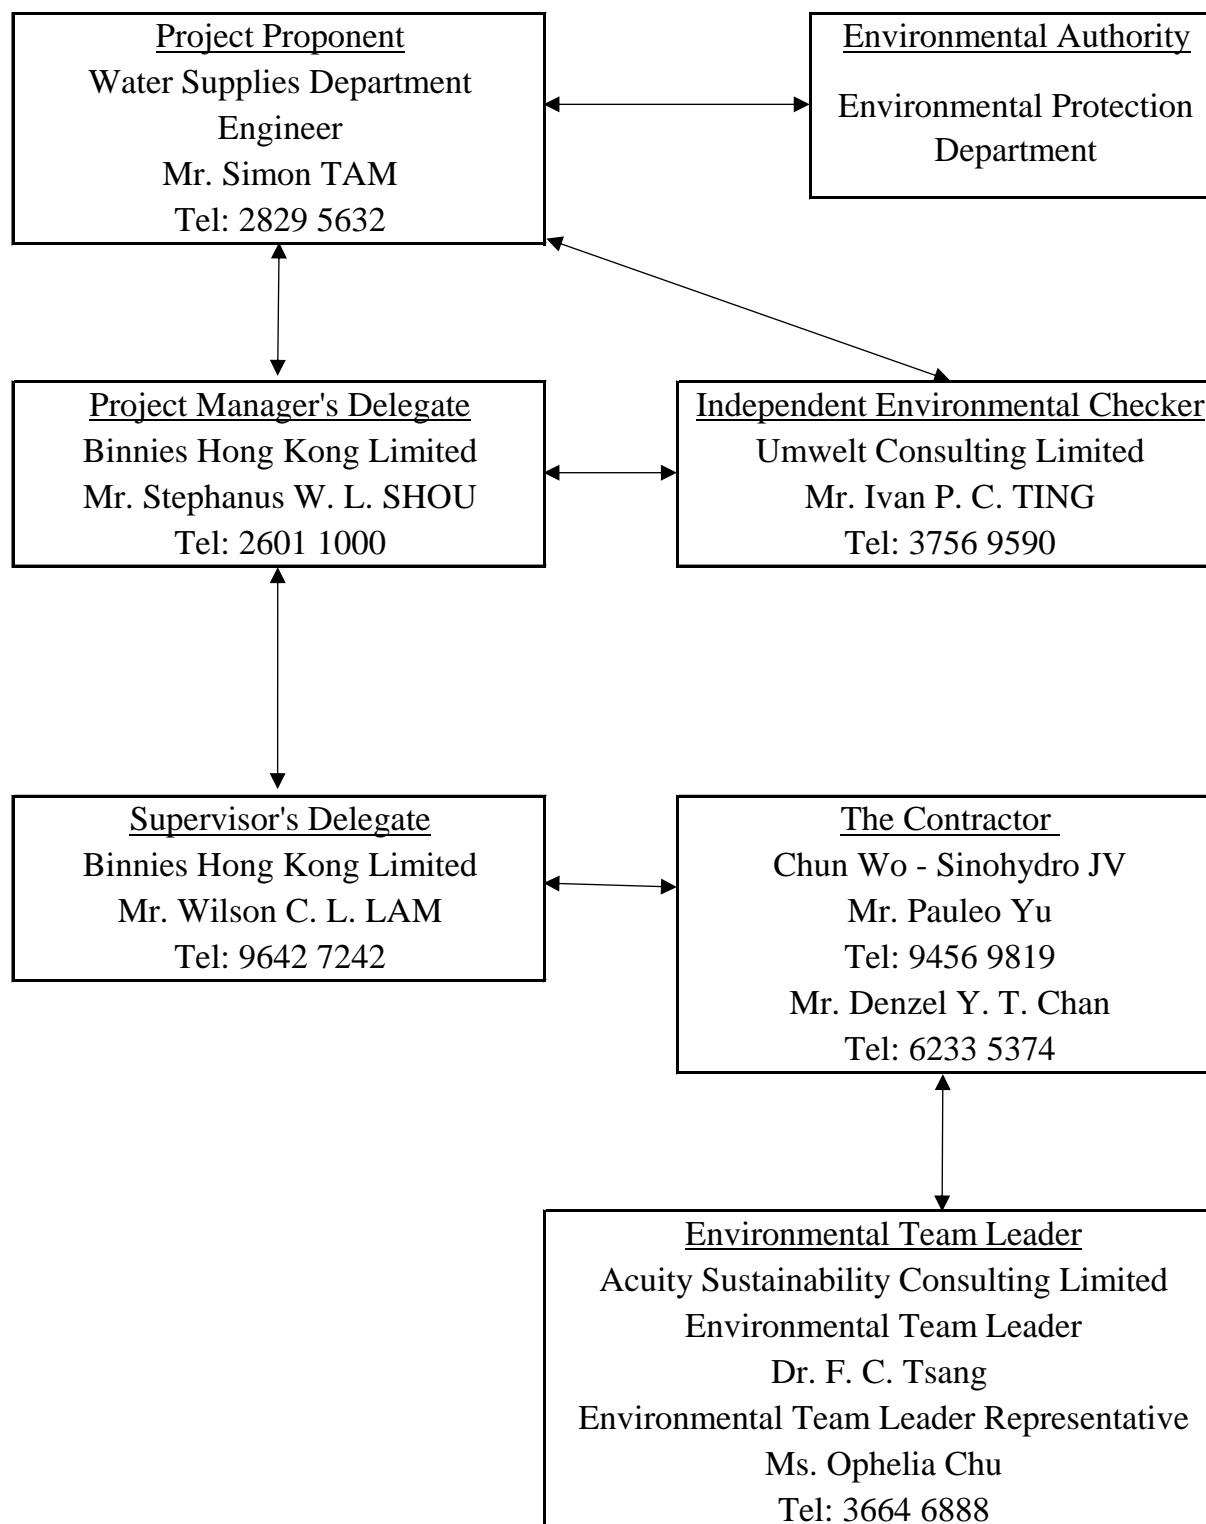 Project Proponent
Water Supplies Department
Engineer
Mr. Simon TAM
Tel: 2829 5632
Environmental Authority
Environmental Protection
Department
Project Manager's Delegate
Binnies Hong Kong Limited
Mr. Stephanus W. L. SHOU
Tel: 2601 1000
Independent Environmental Checker
Umwelt Consulting Limited
Mr. Ivan P. C. TING
Tel: 3756 9590
Supervisor's Delegate
Binnies Hong Kong Limited
Mr. Wilson C. L. LAM
Tel: 9642 7242
The Contractor
Chun Wo - Sinohydro JV
Mr. Pauleo Yu
Tel: 9456 9819
Mr. Denzel Y. T. Chan
Tel: 6233 5374
Environmental Team Leader
Acuity Sustainability Consulting Limited
Environmental Team Leader
Dr. F. C. Tsang
Environmental Team Leader Representative
Ms. Ophelia Chu
Tel: 3664 6888